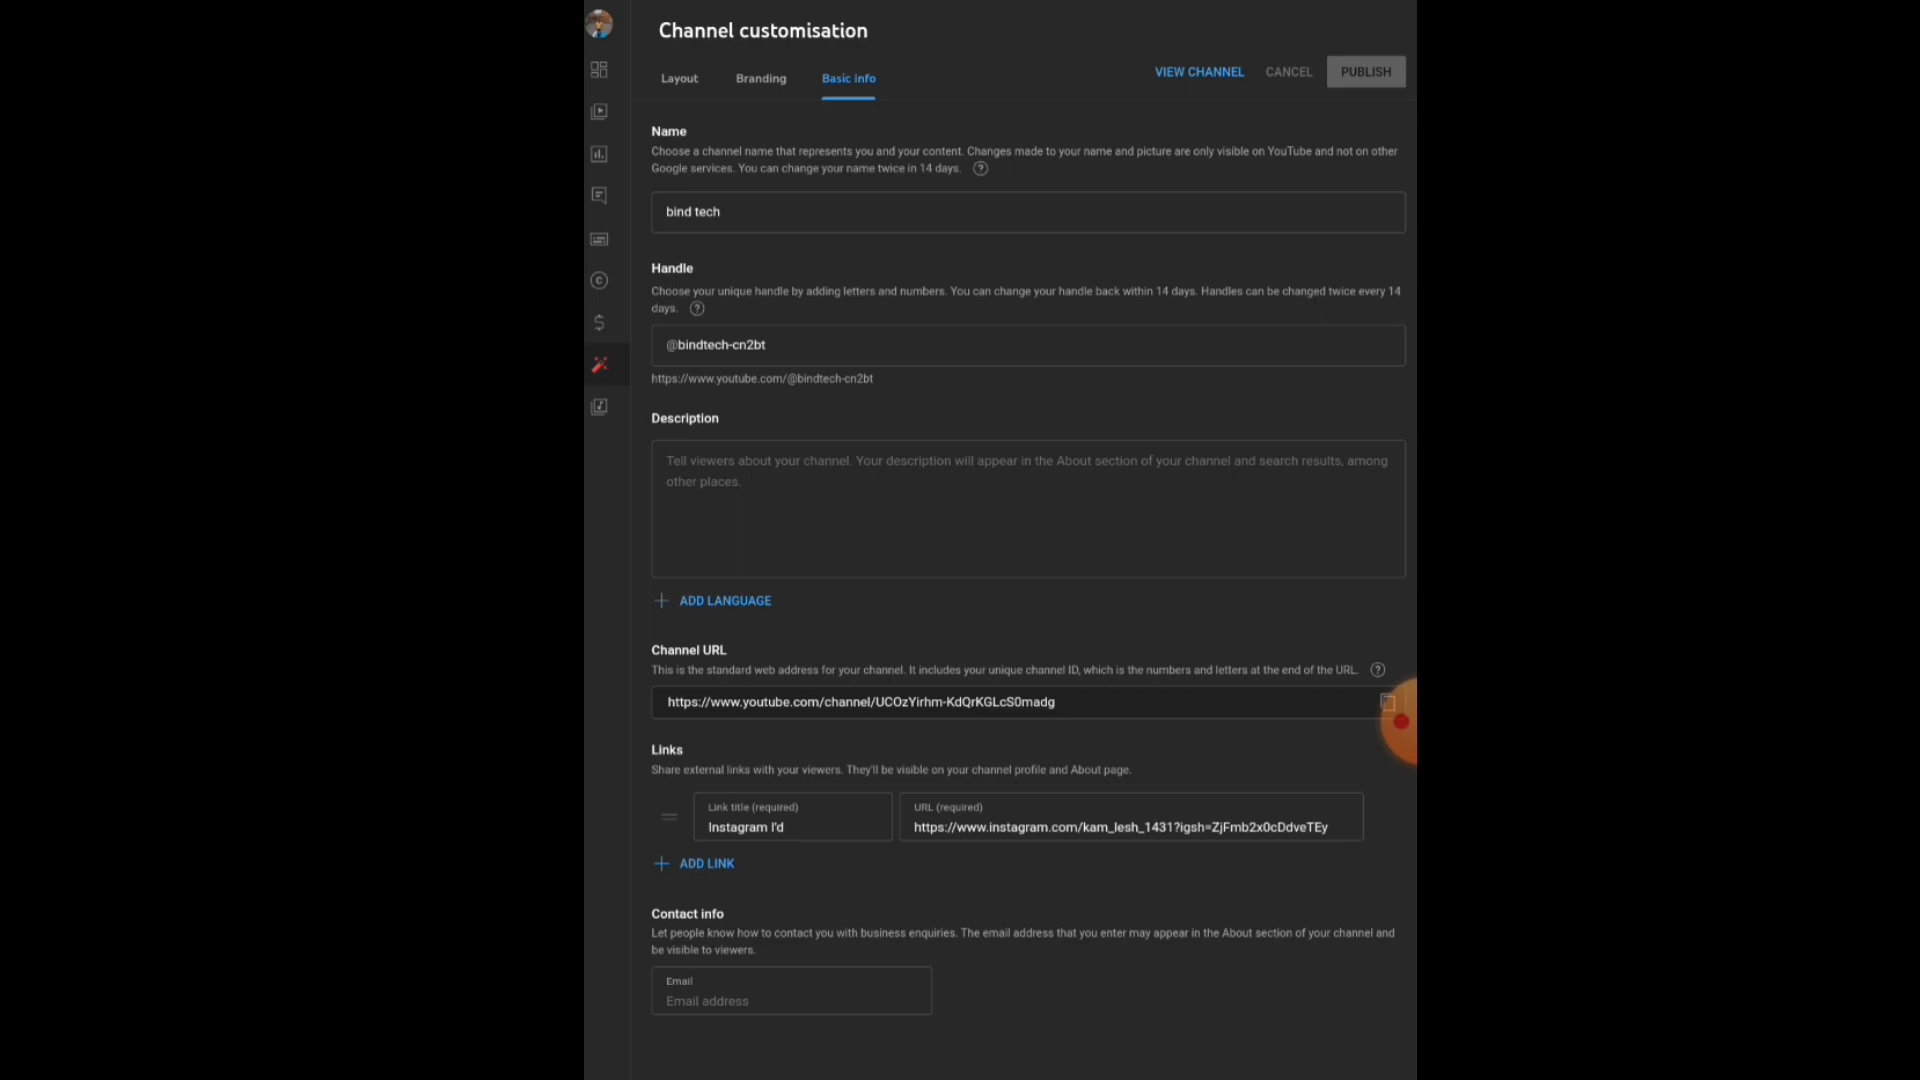 Channel customisation
Layout
Branding
Basic info
VIEW CHANNEL
CANCEL
PUBLISH
Name
Choose a channel name that represents you and your content. Changes made to your name and picture are only visible on YouTube and not on other
Google services. You can change your name twice in 14 days.
bind tech
Handle
Choose your unique handle by adding letters and numbers. You can change your handle back within 14 days. Handles can be changed twice every 14
days.
@bindtech-cn2bt
https://www.youtube.com/@bindtech-cn2bt
Description
Tell viewers about your channel. Your description will appear in the About section of your channel and search results, among
other places.
ADD LANGUAGE
Channel URL
This is the standard web address for your channel. It includes your unique channel ID, which is the numbers and letters at the end of the URL.
https://www.youtube.com/channel/UCOzYirhm-KdQrKGLcS0madg
Links
Share external links with your viewers. They'll be visible on your channel profile and About page.
Link title (required)
Instagram I'd
URL (required)
https://www.instagram.com/kam_lesh_1431?igsh=ZjFmb2x0cDdveTEy
ADD LINK
Contact info
Let people know how to contact you with business enquiries. The email address that you enter may appear in the About section of your channel and
be visible to viewers.
Email
Email address